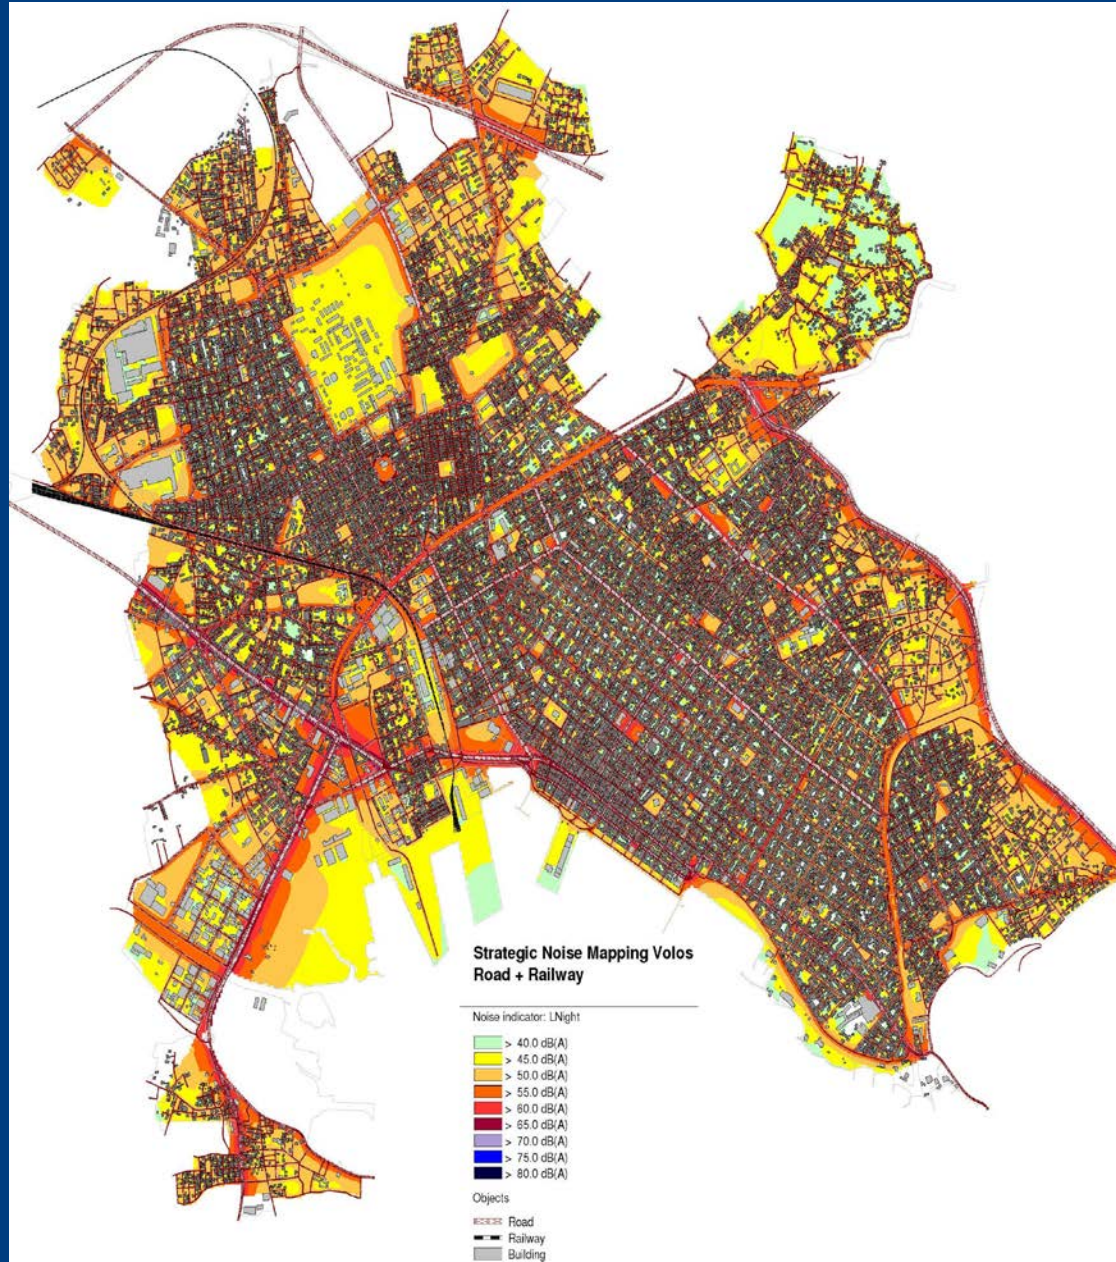 Strategic Noise Mapping Volos
Road + Railway
Noise indicator: LNight
> 40.0 dB(A)
> 45.0 dB(A)
> 50.0 dB(A)
> 55.0 dB(A)
> 60.0 dB(A)
> 65.0 dB(A)
> 70.0 dB(A)
> 75.0 dB(A)
> 80.0 dB(A)
Objects
Road
Railway
Building